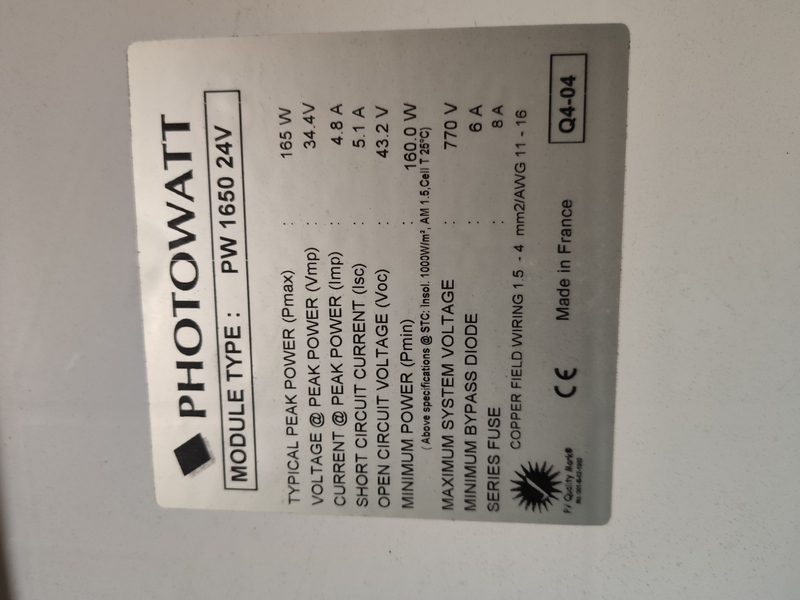 PHOTOWATT
MODULE TYPE : PW 1650 24V
TYPICAL PEAK POWER (Pmax) : 165 W
VOLTAGE @ PEAK POWER (Vmp) : 34.4V
CURRENT @ PEAK POWER (Imp) : 4.8 A
SHORT CIRCUIT CURRENT (Isc) : 5.1 A
OPEN CIRCUIT VOLTAGE (Voc) : 43.2 V
MINIMUM POWER (Pmin) : 160.0 W
( Above specifications @ STC: Insol. 1000W/m², AM 1.5,Cell T 25°C)
MAXIMUM SYSTEM VOLTAGE : 770 V
MINIMUM BYPASS DIODE : 6 A
SERIES FUSE : 8 A
COPPER FIELD WIRING 1.5 - 4 mm2/AWG 11 - 16
PV Quality Mark®
CE Made in France Q4-04